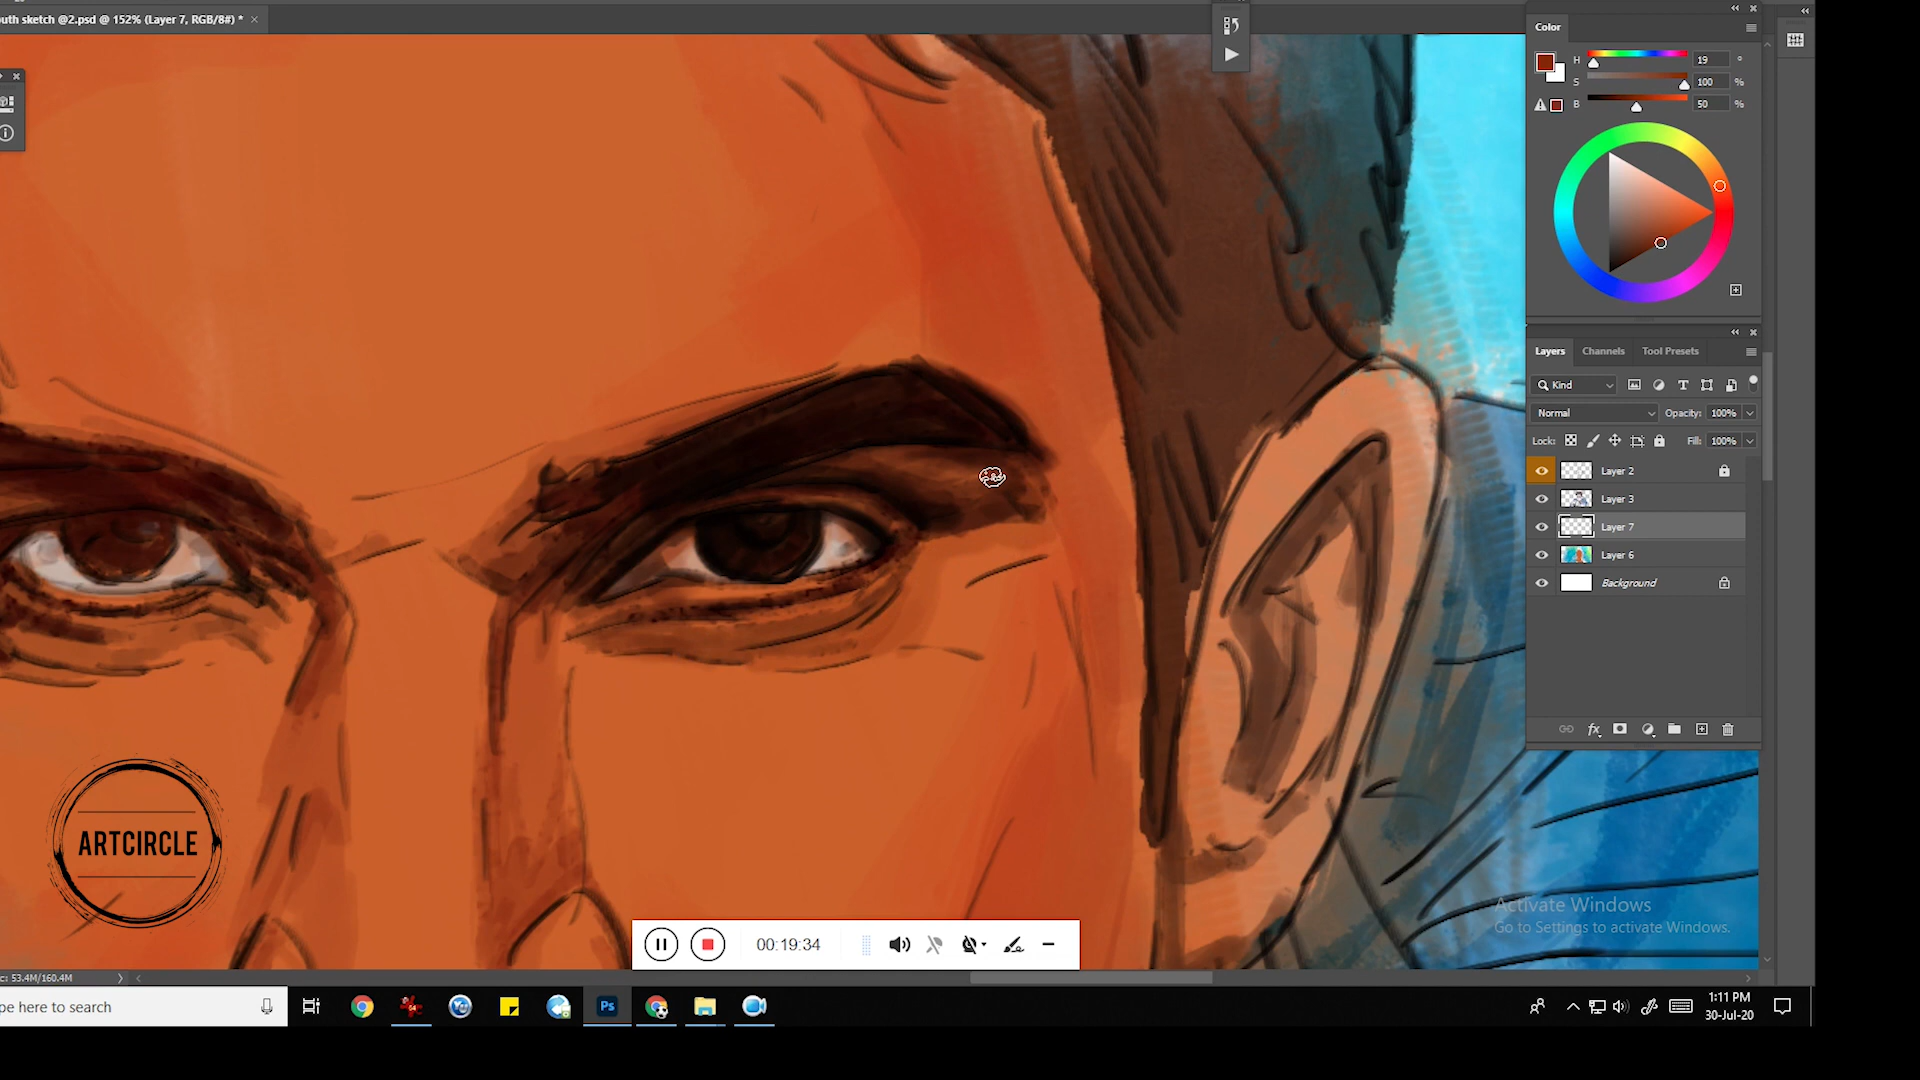 outh sketch @2.psd @ 152% (Layer 7, RGB/8#) *
Color
H 19 °
S 100 %
B 50 %
Layers Channels Tool Presets
Kind
Normal Opacity: 100%
Lock: Fill: 100%
Layer 2
Layer 3
Layer 7
Layer 6
Background
fx
ARTCIRCLE
Activate Windows
Go to Settings to activate Windows.
00:19:34
c: 53.4M/160.4M
pe here to search
Ps
1:11 PM
30-Jul-20